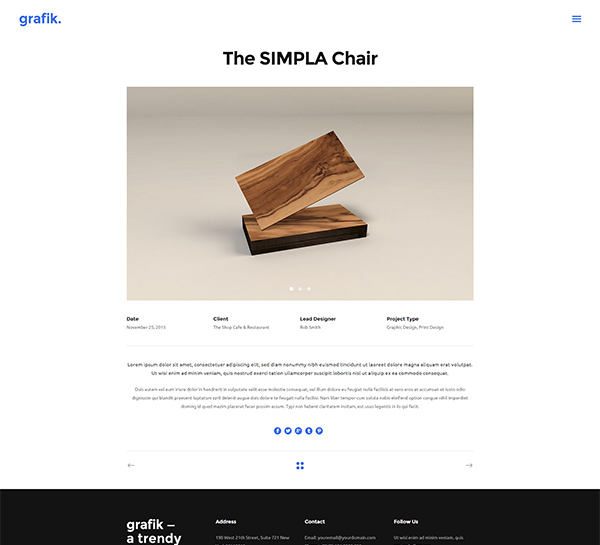 grafik.
The SIMPLA Chair
Date
Client
Lead Designer
Project Type
November 25, 2015
The Shop Cafe & Restaurant
Rob Smith
Graphic Design, Print Design
Lorem ipsum dolor sit amet, consectetuer adipiscing elit, sed diam nonummy nibh euismod tincidunt ut laoreet dolore magna aliquam erat volutpat.
Ut wisi enim ad minim veniam, quis nostrud exerci tation ullamcorper suscipit lobortis nisl ut aliquip ex ea commodo consequat.
Duis autem vel eum iriure dolor in hendrerit in vulputate velit esse molestie consequat, vel illum dolore eu feugiat nulla facilisis at vero eros et accumsan et iusto odio
dignissim qui blandit praesent luptatum zzril delenit augue duis dolore te feugait nulla facilisi. Nam liber tempor cum soluta nobis eleifend option congue nihil imperdiet
doming id quod mazim placerat facer possim assum. Typi non habent claritatem insitam; est usus legentis in iis qui facit.
grafik –
a trendy
Address
Contact
Follow Us
190 West 21th Street, Suite 721 New
Email: youremail@yourdomain.com
Ut wisi enim ad minim veniam, quis